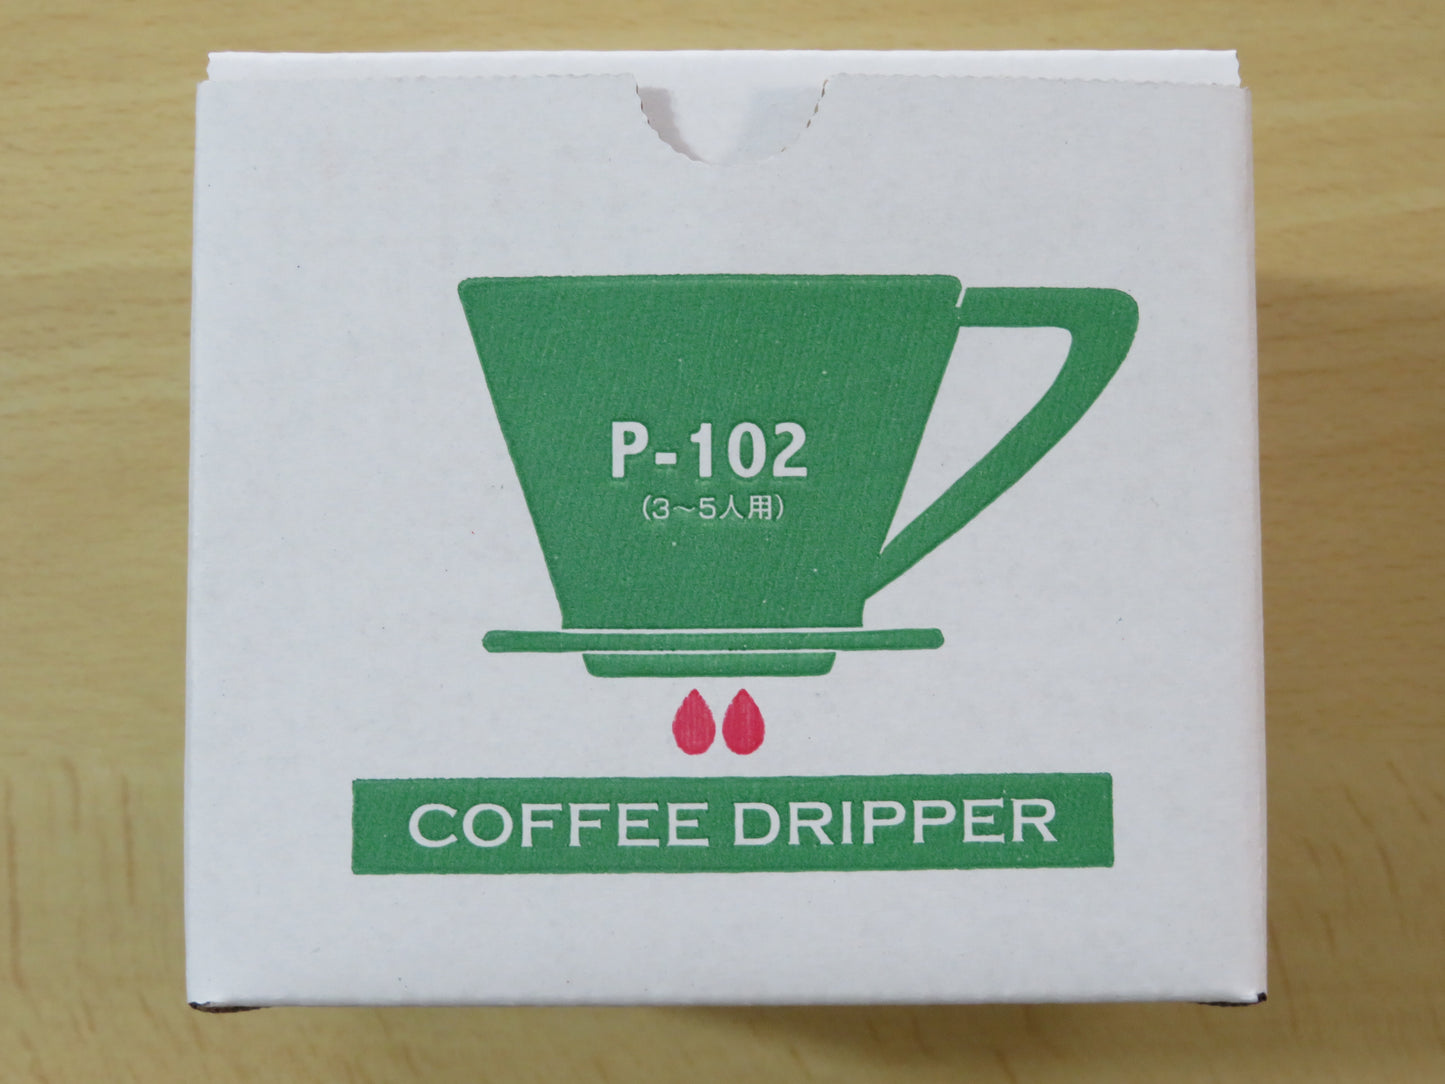 P-102
(3～5人用)
COFFEE DRIPPER